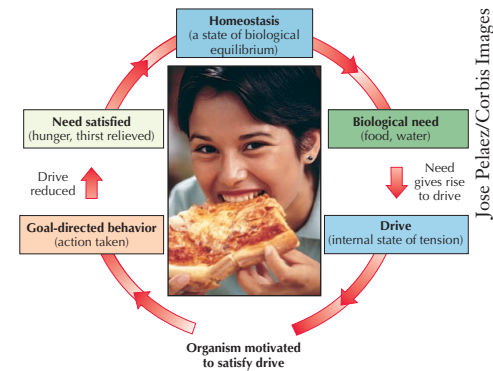 Homeostasis
(a state of biological
equilibrium)
Biological need
(food, water)
Need
gives rise
to drive
Drive
(internal state of tension)
Organism motivated
to satisfy drive
Goal-directed behavior
(action taken)
Drive
reduced
Need satisfied
(hunger, thirst relieved)
Jose Pelaez/Corbis Images